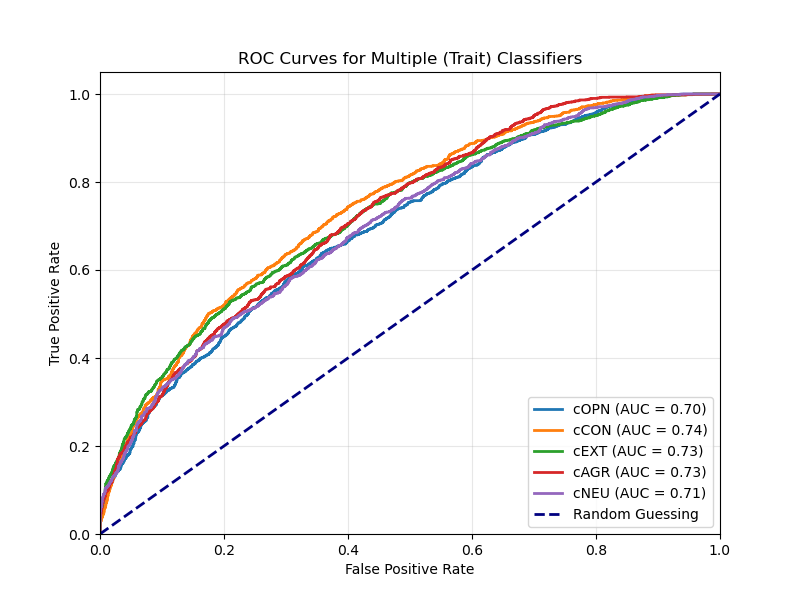 ROC Curves for Multiple (Trait) Classifiers
True Positive Rate
1.0
0.8
0.6
0.4
0.2
0.0
0.0 0.2 0.4 0.6 0.8 1.0
False Positive Rate
cOPN (AUC = 0.70)
cCON (AUC = 0.74)
cEXT (AUC = 0.73)
cAGR (AUC = 0.73)
cNEU (AUC = 0.71)
Random Guessing